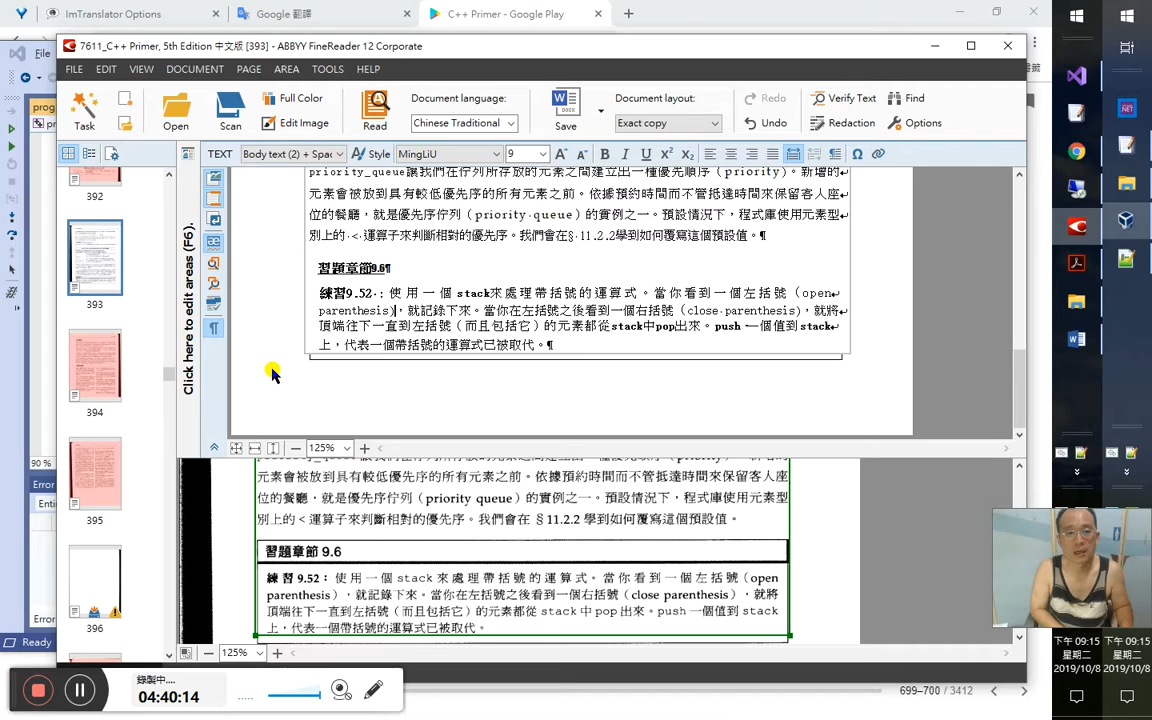 ImTranslator Options
Google 翻譯
C++ Primer - Google Play
7611_C++ Primer, 5th Edition 中文版 [393] - ABBYY FineReader 12 Corporate
File
FILE EDIT VIEW DOCUMENT PAGE AREA TOOLS HELP
Task
Open
Scan
Full Color
Edit Image
Read
Document language:
Chinese Traditional
Save
Document layout:
Exact copy
Redo
Undo
Verify Text
Redaction
Find
Options
prog
TEXT Body text (2) + Spac Style MingLiU 9
392
393
394
395
396
Click here to edit areas (F6).
priority_queue讓我們在佇列所存放的元素之間建立出一種優先順序（priority）。新增的
元素會被放到具有較低優先序的所有元素之前。依據預約時間而不管抵達時間來保留客人座
位的餐廳，就是優先序佇列（priority·queue）的實例之一。預設情況下，程式庫使用元素型
別上的·<·運算子來判斷相對的優先序。我們會在§·11.2.2學到如何覆寫這個預設值。¶
習題章節9.6¶
練習9.52·：使用一個stack來處理帶括號的運算式。當你看到一個左括號（open
parenthesis），就記錄下來。當你在左括號之後看到一個右括號（close·parenthesis），就將
頂端往下一直到左括號（而且包括它）的元素都從stack中pop出來。push 一個值到stack
上，代表一個帶括號的運算式已被取代。¶
125%
元素會被放到具有較低優先序的所有元素之前。依據預約時間而不管抵達時間來保留客人座
位的餐廳，就是優先序佇列（priority queue）的實例之一。預設情況下，程式庫使用元素型
別上的 < 運算子來判斷相對的優先序。我們會在 §11.2.2 學到如何覆寫這個預設值。
習題章節 9.6
練習 9.52：使用一個 stack 來處理帶括號的運算式。當你看到一個左括號（open
parenthesis），就記錄下來。當你在左括號之後看到一個右括號（close parenthesis），就將
頂端往下一直到左括號（而且包括它）的元素都從 stack 中 pop 出來。push 一個值到 stack
上，代表一個帶括號的運算式已被取代。
125%
90 %
Error
Error
Ready
錄製中...
04:40:14
699–700 / 3412
.NET
下午 09:15
星期二
2019/10/8
下午 09:15
星期二
2019/10/8